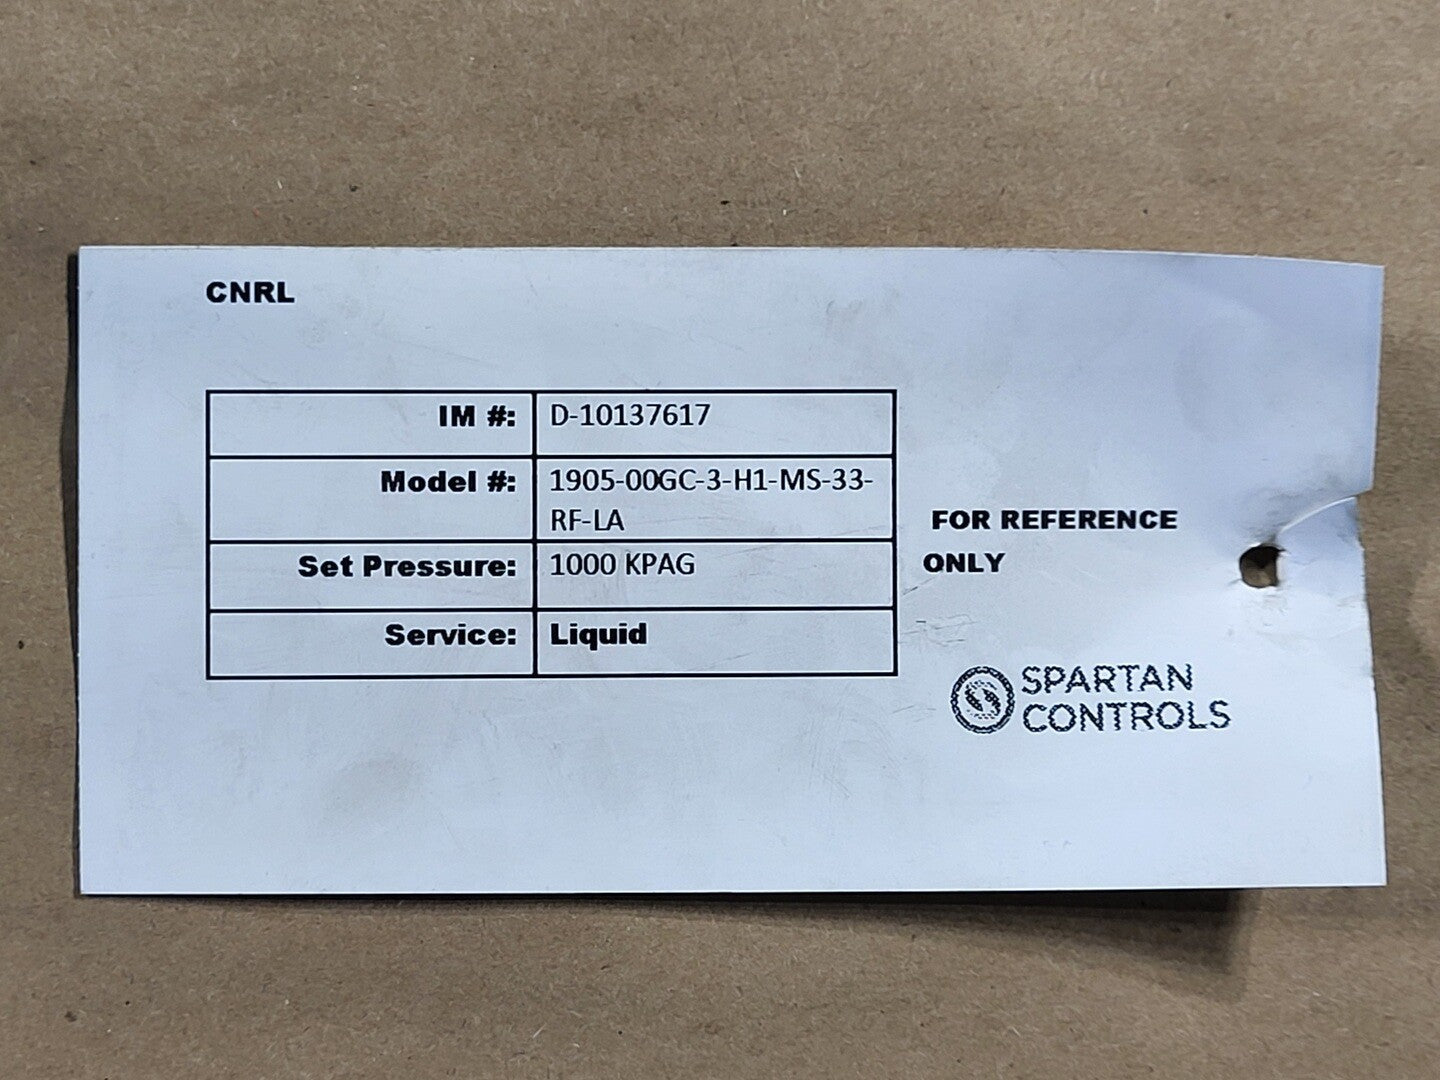 CNRL
IM #: D-10137617
Model #: 1905-00GC-3-H1-MS-33-
RF-LA
Set Pressure: 1000 KPAG
Service: Liquid
FOR REFERENCE
ONLY
SPARTAN
CONTROLS